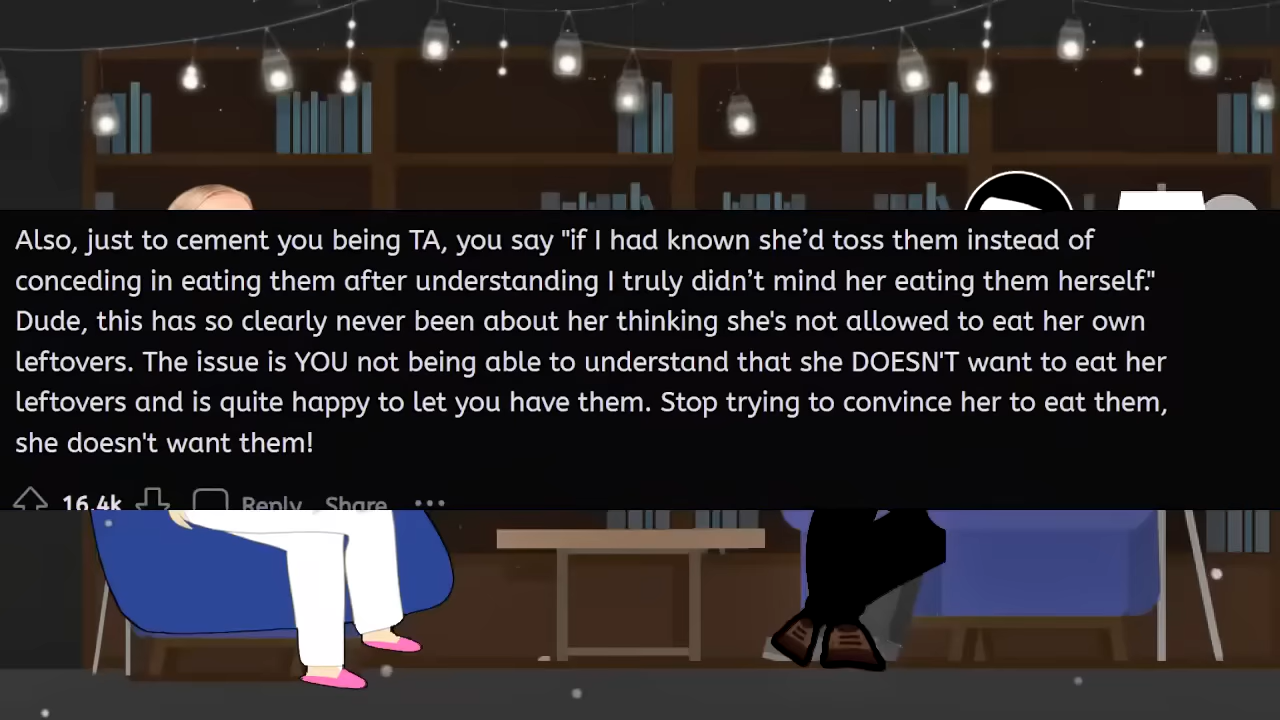 Also, just to cement you being TA, you say "if I had known she’d toss them instead of
conceding in eating them after understanding I truly didn’t mind her eating them herself."
Dude, this has so clearly never been about her thinking she's not allowed to eat her own
leftovers. The issue is YOU not being able to understand that she DOESN'T want to eat her
leftovers and is quite happy to let you have them. Stop trying to convince her to eat them,
she doesn't want them!
16.4k Reply Share ...